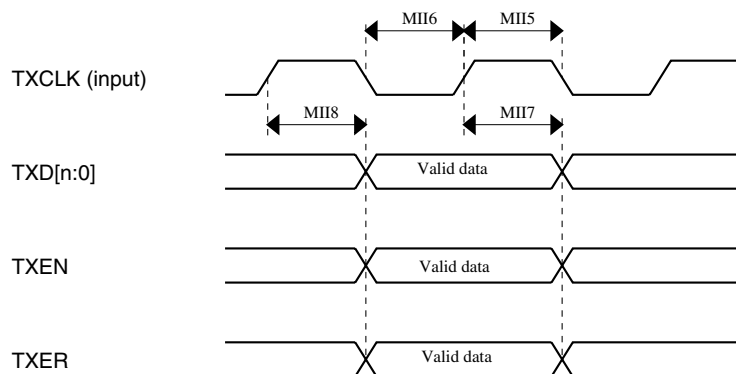 MII6 MII5
TXCLK (input)
MII8 MII7
TXD[n:0] Valid data
TXEN Valid data
TXER Valid data